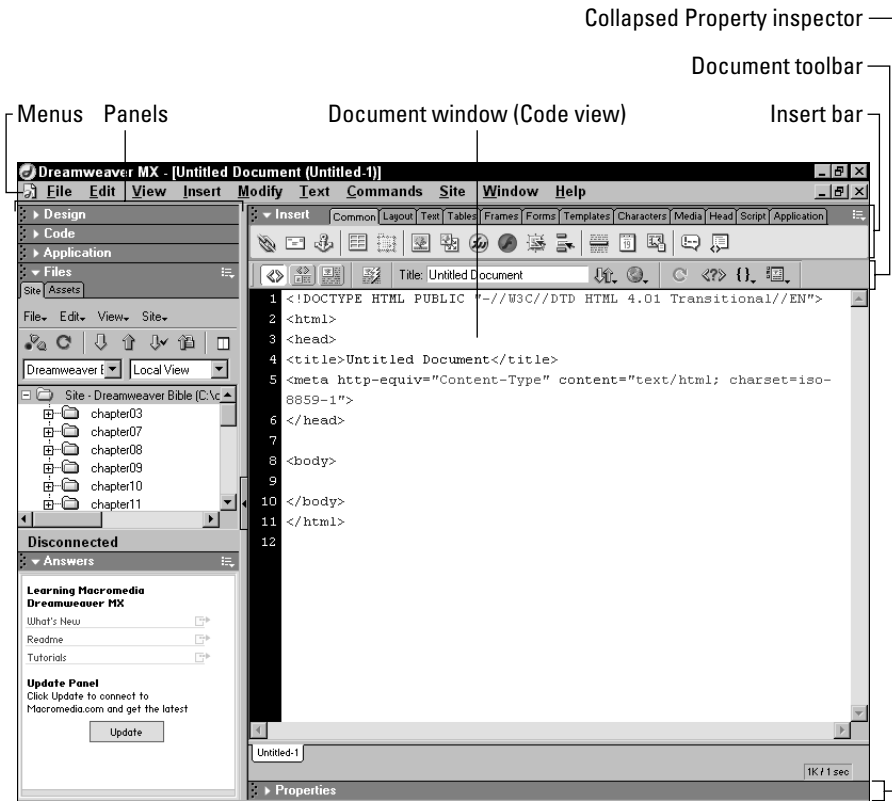 Collapsed Property inspector
Document toolbar
Menus Panels Document window (Code view) Insert bar
Dreamweaver MX - [Untitled Document (Untitled-1)]
File Edit View Insert Modify Text Commands Site Window Help
Design
Code
Application
Files
Site Assets
File Edit View Site
Local View
Site - Dreamweaver Bible (C:\c
chapter03
chapter07
chapter08
chapter09
chapter10
chapter11
Disconnected
Answers
Learning Macromedia
Dreamweaver MX
What's New
Readme
Tutorials
Update Panel
Click Update to connect to
Macromedia.com and get the latest
Update
Insert Common Layout Text Tables Frames Forms Templates Characters Media Head Script Application
Title: Untitled Document
1 <!DOCTYPE HTML PUBLIC "-//W3C//DTD HTML 4.01 Transitional//EN">
2 <html>
3 <head>
4 <title>Untitled Document</title>
5 <meta http-equiv="Content-Type" content="text/html; charset=iso-
8859-1">
6 </head>
7
8 <body>
9
10 </body>
11 </html>
12
Untitled-1
1K / 1 sec
Properties